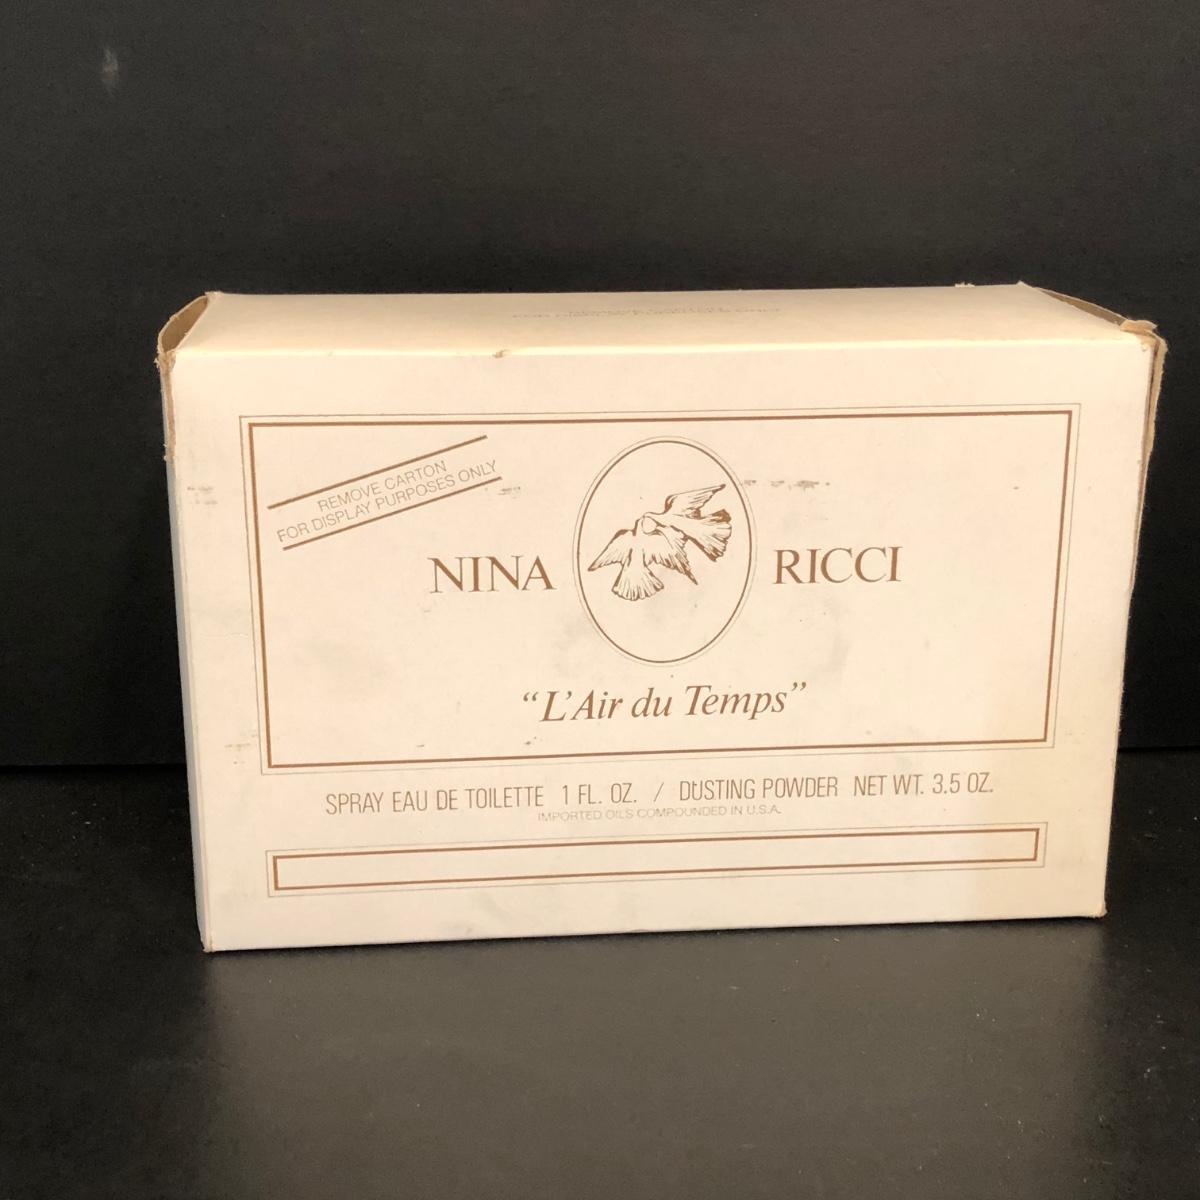 REMOVE CARTON
FOR DISPLAY PURPOSES ONLY
NINA RICCI
“L'Air du Temps”
SPRAY EAU DE TOILETTE 1 FL. OZ. / DUSTING POWDER NET WT. 3.5 OZ.
IMPORTED OILS COMPOUNDED IN U.S.A.